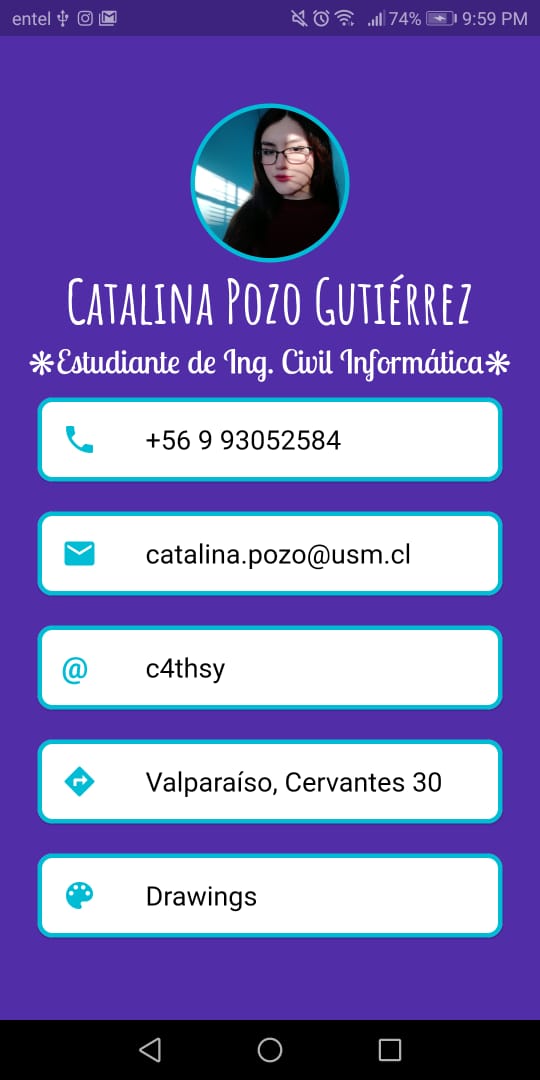 entel 74% 9:59 PM
Catalina Pozo Gutiérrez
❋Estudiante de Ing. Civil Informática❋
+56 9 93052584
catalina.pozo@usm.cl
@ c4thsy
Valparaíso, Cervantes 30
Drawings